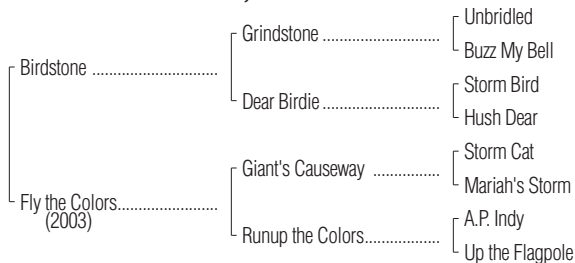 Unbridled
Grindstone ............................
Buzz My Bell
Birdstone ..............................
Storm Bird
Dear Birdie ............................
Hush Dear
Storm Cat
Giant's Causeway ................
Mariah's Storm
Fly the Colors........................
(2003)
A.P. Indy
Runup the Colors..................
Up the Flagpole